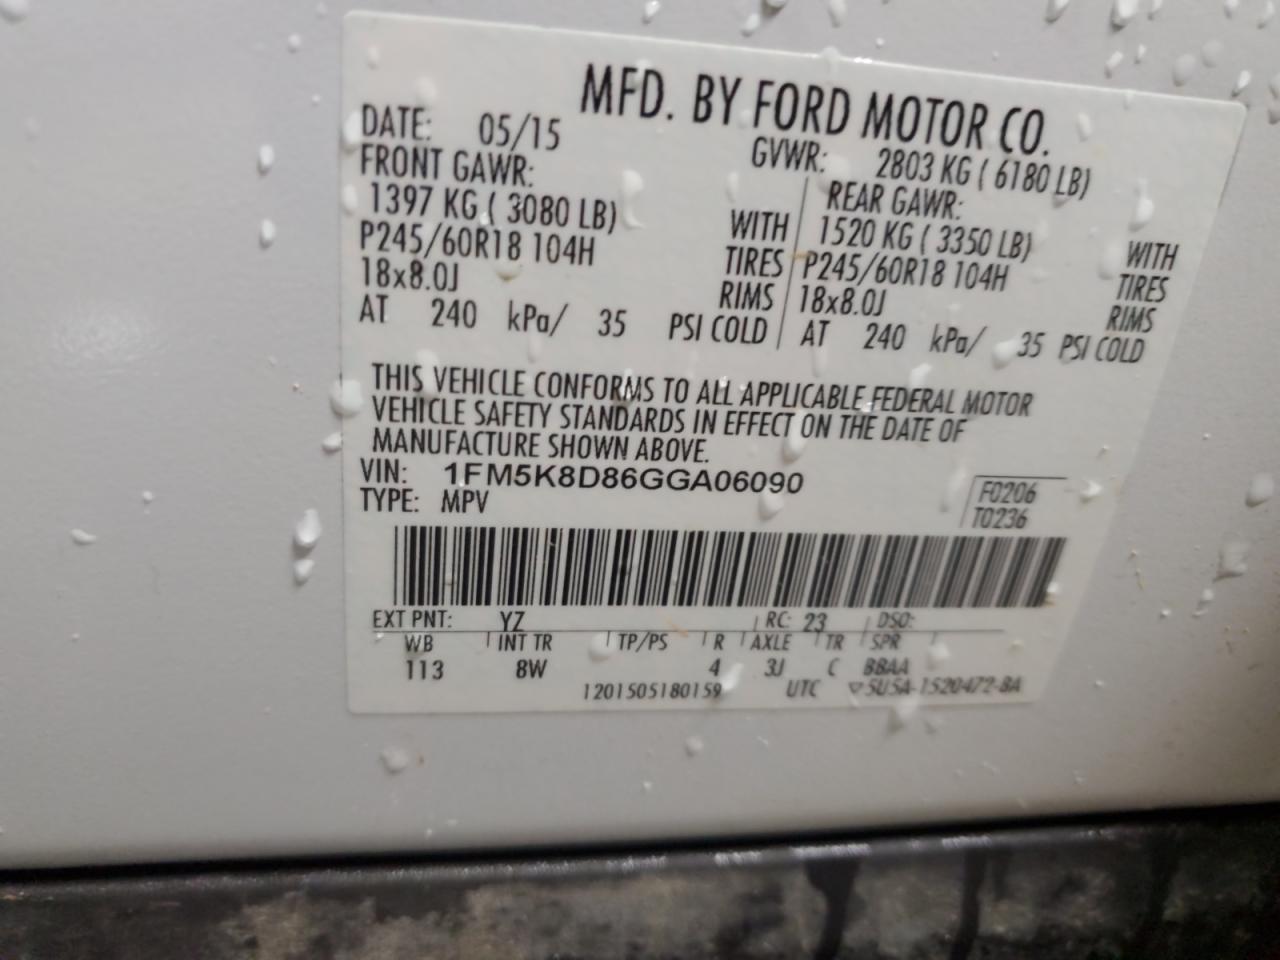 MFD. BY FORD MOTOR CO.
DATE: 05/15 GVWR: 2803 KG ( 6180 LB)
FRONT GAWR: REAR GAWR:
1397 KG ( 3080 LB) WITH 1520 KG ( 3350 LB) WITH
P245/60R18 104H TIRES P245/60R18 104H TIRES
18x8.0J RIMS 18x8.0J RIMS
AT 240 kPa/ 35 PSI COLD AT 240 kPa/ 35 PSI COLD
THIS VEHICLE CONFORMS TO ALL APPLICABLE FEDERAL MOTOR
VEHICLE SAFETY STANDARDS IN EFFECT ON THE DATE OF
MANUFACTURE SHOWN ABOVE.
VIN: 1FM5K8D86GGA06090 F0206
TYPE: MPV T0236
EXT PNT: YZ RC: 23 DSO:
WB INT TR TP/PS R AXLE TR SPR
113 8W 4 3J C BBAA
1201505180159 UTC ▽5U5A-1520472-BA